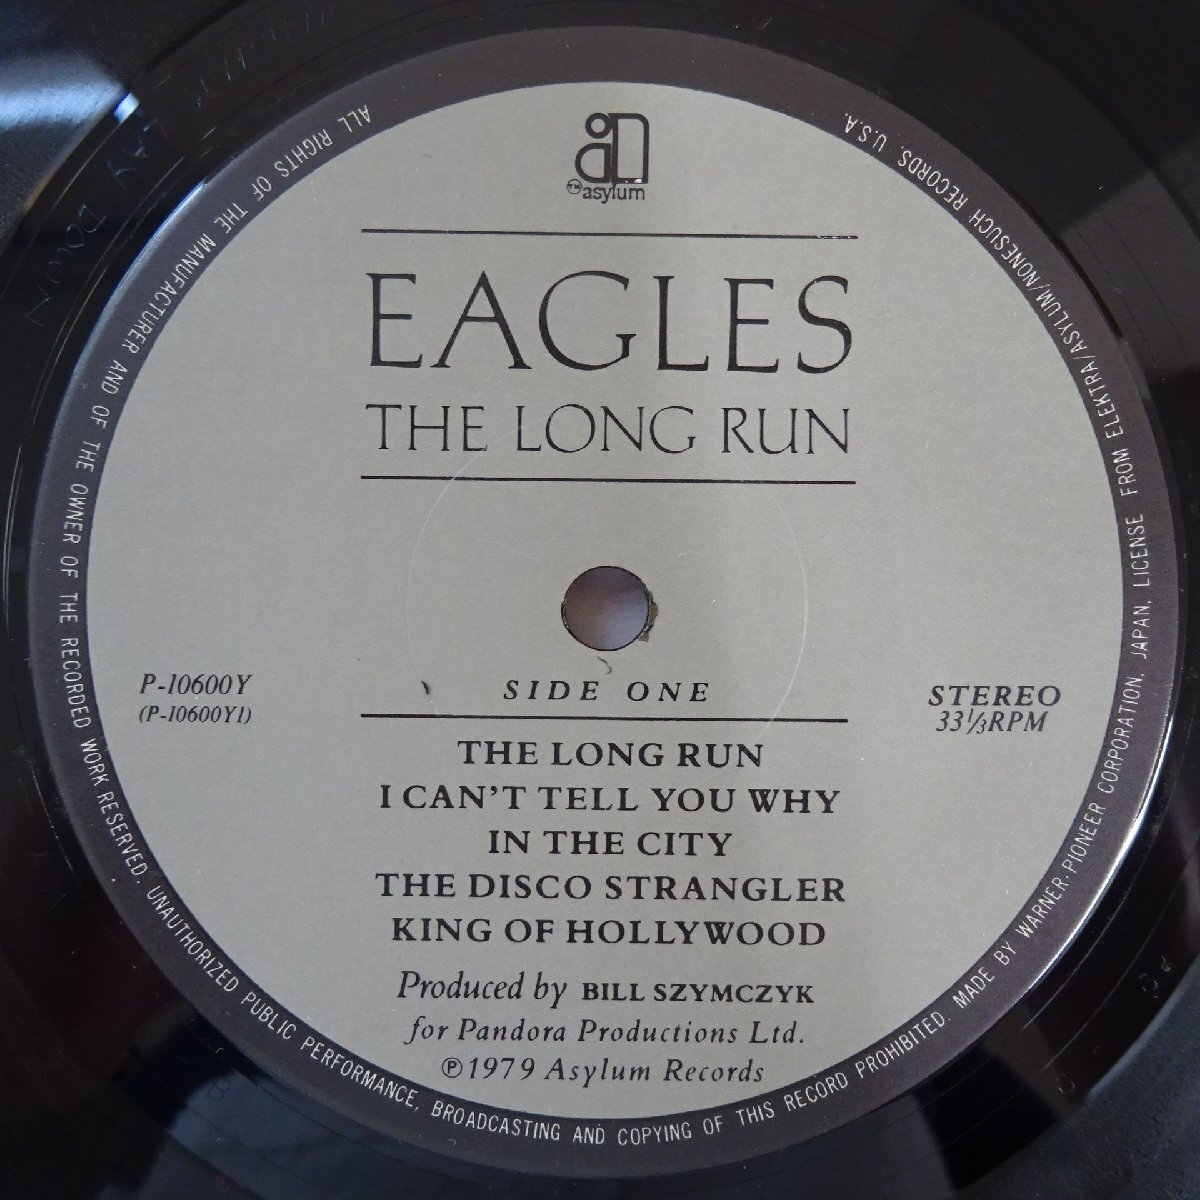 TM asylum
EAGLES
THE LONG RUN
P-10600Y
(P-10600Y1)
SIDE ONE
STEREO
33⅓RPM
THE LONG RUN
I CAN'T TELL YOU WHY
IN THE CITY
THE DISCO STRANGLER
KING OF HOLLYWOOD
Produced by BILL SZYMCZYK
for Pandora Productions Ltd.
Ⓟ1979 Asylum Records
ALL RIGHTS OF THE MANUFACTURER AND OF THE OWNER OF THE RECORDED WORK RESERVED. UNAUTHORIZED PUBLIC PERFORMANCE, BROADCASTING AND COPYING OF THIS RECORD PROHIBITED. MADE BY WARNER-PIONEER CORPORATION, JAPAN, LICENSE FROM ELEKTRA/ASYLUM/NONESUCH RECORDS. U.S.A.